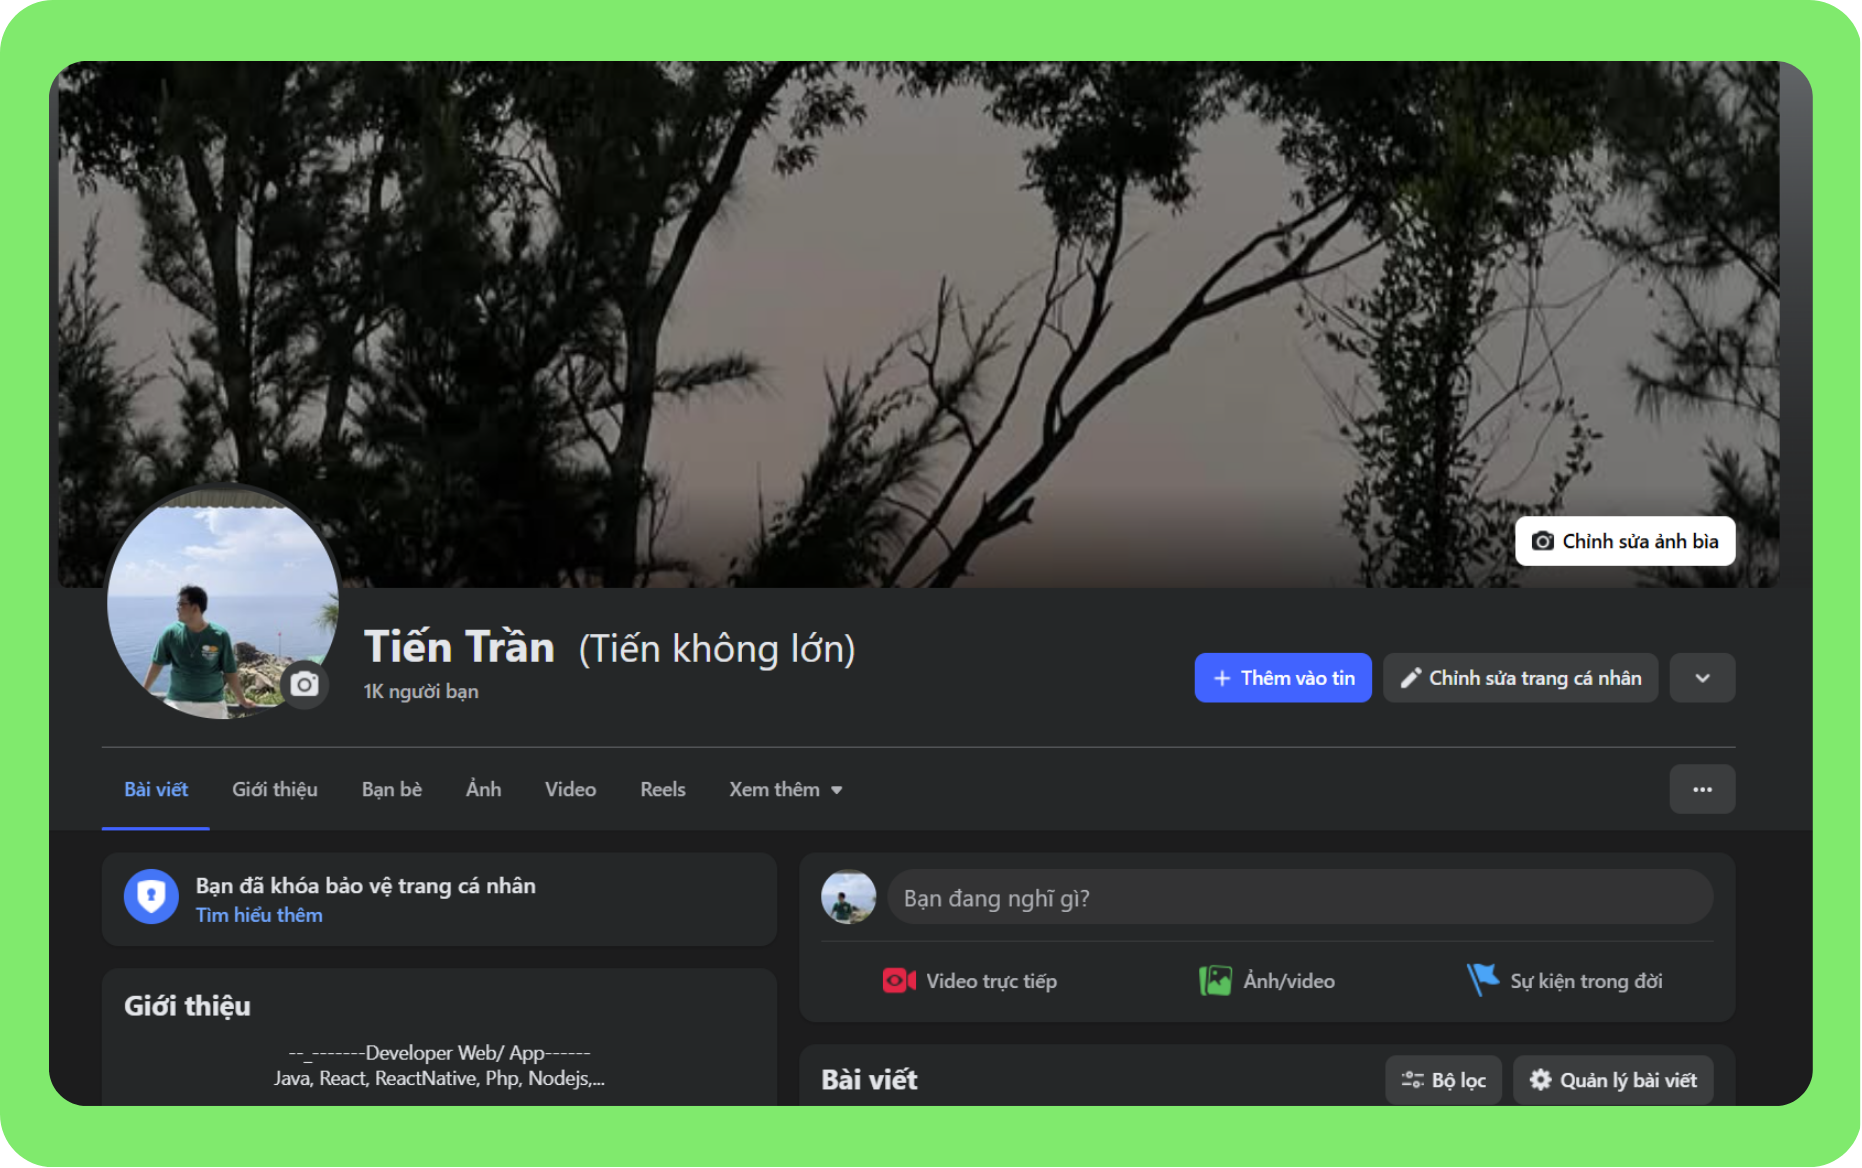 Chỉnh sửa ảnh bìa
Tiến Trần (Tiến không lớn)
1K người bạn
Thêm vào tin
Chỉnh sửa trang cá nhân
Bài viết
Giới thiệu
Bạn bè
Ảnh
Video
Reels
Xem thêm
Bạn đã khóa bảo vệ trang cá nhân
Tìm hiểu thêm
Giới thiệu
--_-------Developer Web/ App------
Java, React, ReactNative, Php, Nodejs,...
Bạn đang nghĩ gì?
Video trực tiếp
Ảnh/video
Sự kiện trong đời
Bài viết
Bộ lọc
Quản lý bài viết